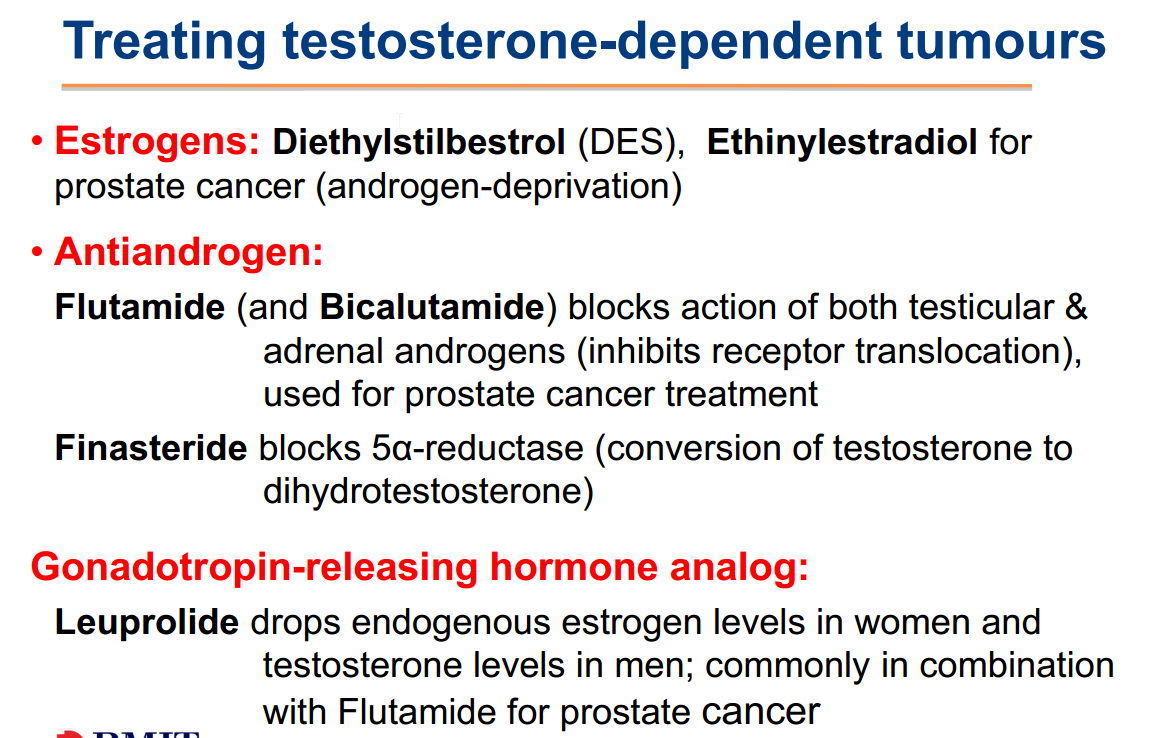 Treating testosterone-dependent tumours
• Estrogens: Diethylstilbestrol (DES), Ethinylestradiol for
prostate cancer (androgen-deprivation)
• Antiandrogen:
Flutamide (and Bicalutamide) blocks action of both testicular &
adrenal androgens (inhibits receptor translocation),
used for prostate cancer treatment
Finasteride blocks 5α-reductase (conversion of testosterone to
dihydrotestosterone)
Gonadotropin-releasing hormone analog:
Leuprolide drops endogenous estrogen levels in women and
testosterone levels in men; commonly in combination
with Flutamide for prostate cancer
RMIT